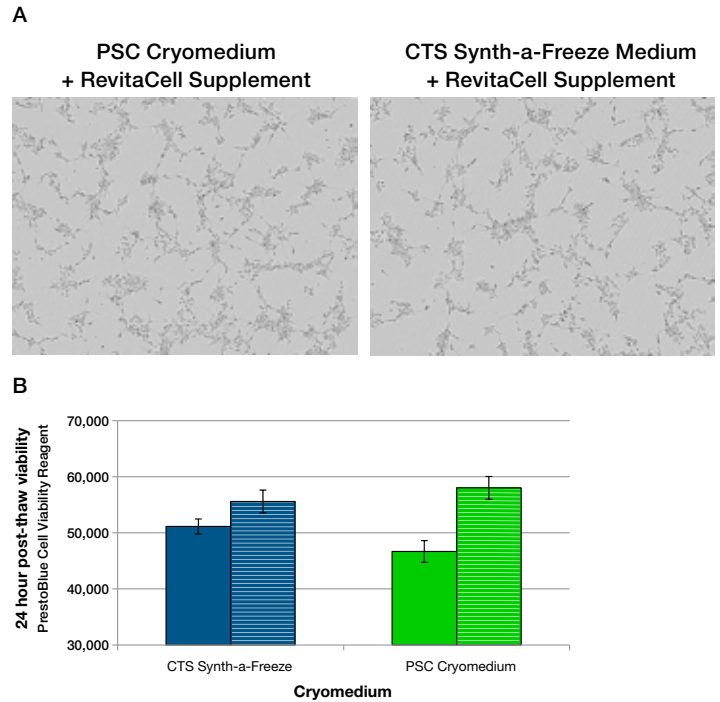 A
PSC Cryomedium
+ RevitaCell Supplement
CTS Synth-a-Freeze Medium
+ RevitaCell Supplement
B
24 hour post-thaw viability
PrestoBlue Cell Viability Reagent
70,000
60,000
50,000
40,000
30,000
CTS Synth-a-Freeze
PSC Cryomedium
Cryomedium